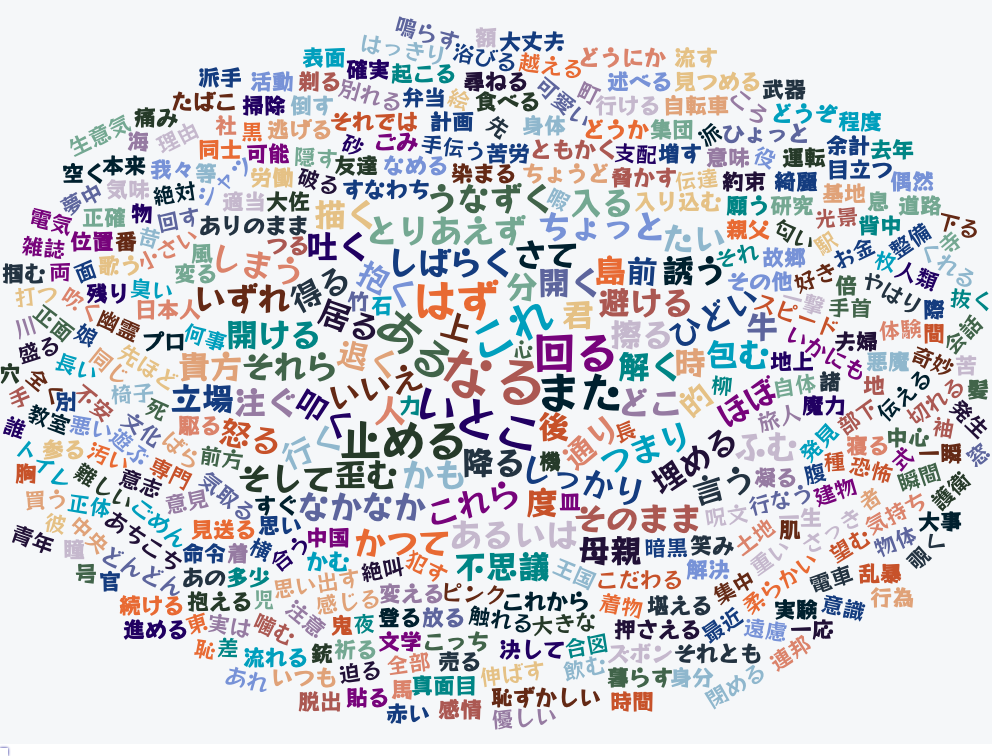 鳴らす
額
大丈夫
はっきり
浴びる
越える
どうにか
流す
表面
確実
起こる
尋ねる
述べる
見つめる
武器
派手
活動
剃る
別れる
弁当
絵
食べる
可愛い
町
行ける
自転車
ころ
どうぞ
程度
たばこ
掃除
倒す
痛み
生意気
海
理由
社
黒
逃げる
それでは
計画
先
身体
どうか
集団
派
ひょっと
余計
去年
同士
可能
隠す
砂
ごみ
手伝う
苦労
ともかく
支配
増す
意味
役
運転
目立つ
空く
本来
我々
等
友達
なめる
染まる
ちょうど
脅かす
伝達
約束
綺麗
基地
息
偶然
道路
夢中
気味
絶対
労働
破る
すなわち
うなずく
暇
入る
入り込む
願う
研究
光景
背中
下る
電気
正確
物
回す
適当
大佐
描く
ありのまま
とりあえず
ちょっと
たい
親父
匂い
駅
お金
整備
雑誌
位置
番
昔
小さい
風
つる
吐く
しばらく
さて
それ
故郷
掴む
両
面
歌う
変える
しまう
抱く
分
開く
島
前
誘う
その他
好き
倍
枚
人類
くれる
打つ
吹く
残り
臭い
日本人
いずれ
得る
竹
石
はず
君
避ける
ひどい
スピード
一撃
手首
やはり
際
抜く
川
正面
娘
幽霊
プロ
何事
開ける
居る
ある
上
これ
心
回る
擦る
牛
いかにも
夫婦
体験
間
会話
盛る
長い
同じ
先ほど
貴方
それら
退く
なる
また
解く
時
包む
地上
悪魔
奇妙
苦
穴
手
全く
別
不安
椅子
死
立場
注ぐ
叩く
いいえ
人
力
いとこ
後
どこ
的
柳
ほぼ
自体
諸
地
伝える
髪
誰
教室
悪い
遊ぶ
文化
ばら
駆る
怒る
行く
止める
降る
機
通り
長
つまり
埋める
ふむ
旅人
魔力
部下
切れる
発生
トイレ
参る
汚い
専門
前方
そして
歪む
かも
しっかり
言う
凝る
発見
腹
種
寝る
恐怖
中心
袖
一瞬
窓
胸
難しい
意志
意見
気取る
すぐ
なかなか
これら
度
皿
そのまま
呪文
行なう
建物
者
瞬間
護衛
買う
正体
ごめん
あちこち
見送る
思い
中国
かつて
あるいは
母親
暗黒
笑み
土地
肌
一生
さっき
気持ち
望む
物体
大事
覗く
青年
彼
中央
瞳
どんどん
命令
着
横
合う
かむ
絶叫
犯す
不思議
王国
こだわる
解決
重い
集中
柔らかい
電車
乱暴
号
官
あの
多少
思い出す
変える
ピンク
これから
着物
堪える
最近
実験
意識
行為
続ける
抱える
児
注意
感じる
鬼
夜
登る
放る
触れる
大きな
押さえる
遠慮
一応
進める
東
実は
噛む
銃
祈る
文学
こっち
決して
合図
ズボン
それとも
連邦
恥
差
流れる
迫る
全部
売る
伸ばす
飲む
暮らす
身分
閉める
あれ
いつも
脱出
貼る
馬
真面目
恥ずかしい
時間
赤い
感情
優しい